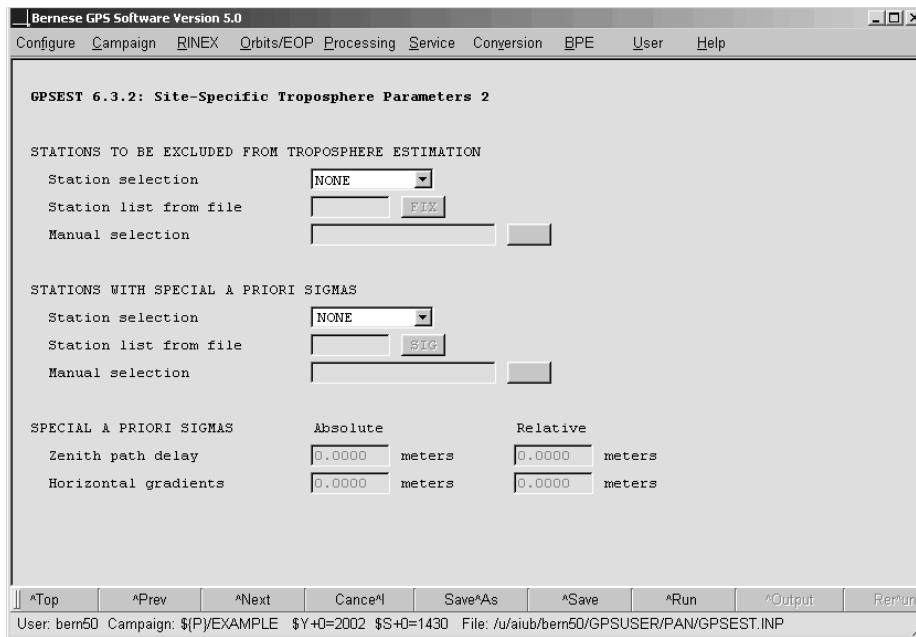 Bernese GPS Software Version 5.0
Configure Campaign RINEX Orbits/EOP Processing Service Conversion BPE User Help
GPSEST 6.3.2: Site-Specific Troposphere Parameters 2
STATIONS TO BE EXCLUDED FROM TROPOSPHERE ESTIMATION
Station selection NONE
Station list from file FIX
Manual selection
STATIONS WITH SPECIAL A PRIORI SIGMAS
Station selection NONE
Station list from file SIG
Manual selection
SPECIAL A PRIORI SIGMAS Absolute Relative
Zenith path delay 0.0000 meters 0.0000 meters
Horizontal gradients 0.0000 meters 0.0000 meters
^Top ^Prev ^Next Cance^l Save^As ^Save ^Run ^Output Rer^un
User: bern50 Campaign: ${P}/EXAMPLE $Y+0=2002 $S+0=1430 File: /u/aiub/bern50/GPSUSER/PAN/GPSEST.INP